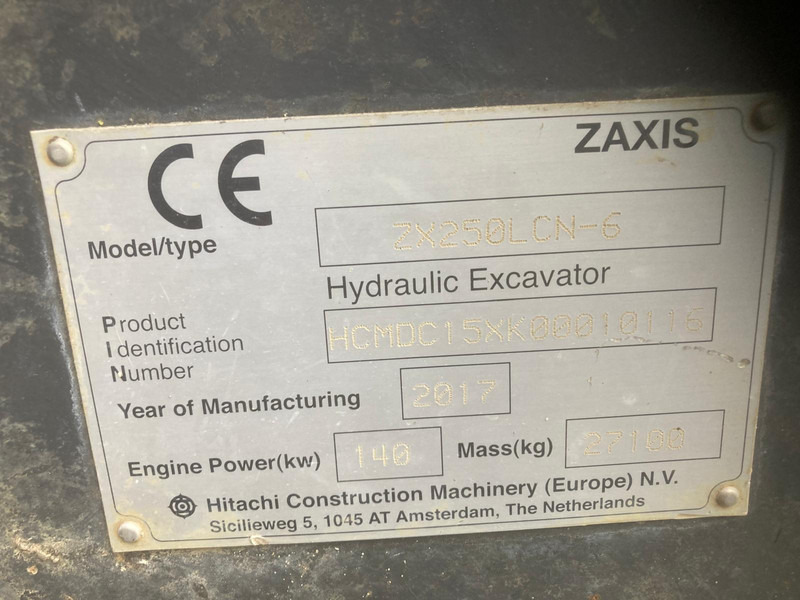 CE
ZAXIS
Model/type ZX250LCN-6
Hydraulic Excavator
Product
Identification
Number
HCMDC15XK00010116
Year of Manufacturing 2017
Engine Power(kw) 140 Mass(kg) 27100
Hitachi Construction Machinery (Europe) N.V.
Sicilieweg 5, 1045 AT Amsterdam, The Netherlands